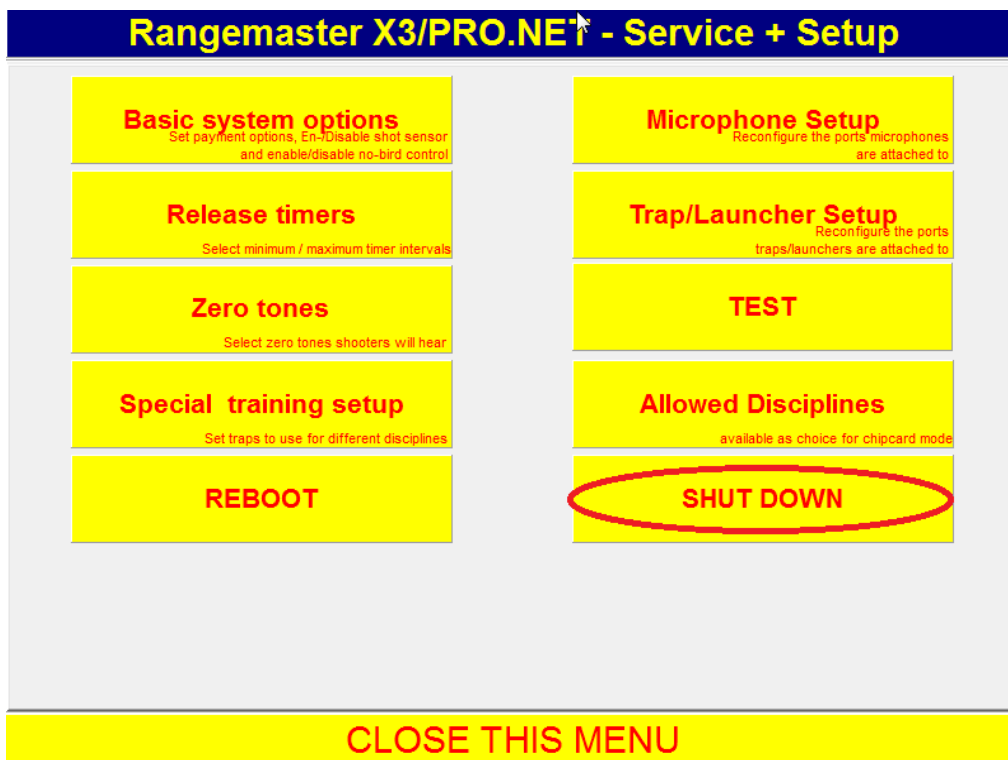 Rangemaster X3/PRO.NET - Service + Setup
Basic system options
Set payment options, En-/Disable shot sensor
and enable/disable no-bird control
Microphone Setup
Reconfigure the ports microphones
are attached to
Release timers
Select minimum / maximum timer intervals
Trap/Launcher Setup
Reconfigure the ports
traps/launchers are attached to
Zero tones
Select zero tones shooters will hear
TEST
Special training setup
Set traps to use for different disciplines
Allowed Disciplines
available as choice for chipcard mode
REBOOT
SHUT DOWN
CLOSE THIS MENU